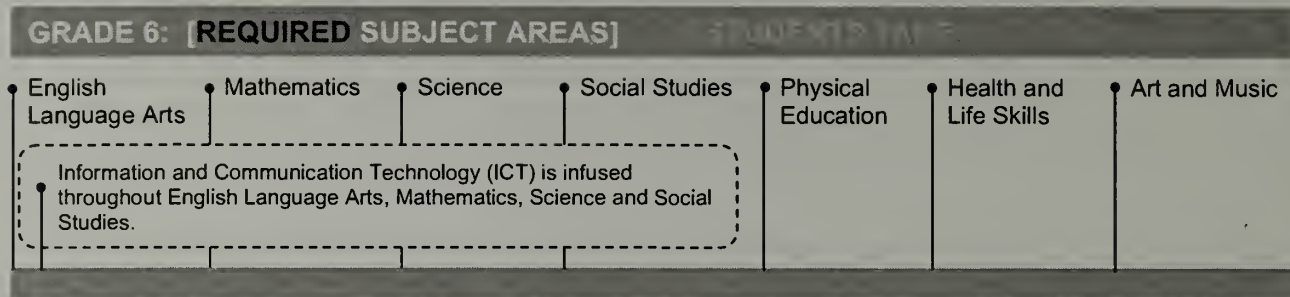 GRADE 6: [REQUIRED SUBJECT AREAS]
English
Language Arts
Mathematics
Science
Social Studies
Physical
Education
Health and
Life Skills
Art and Music
Information and Communication Technology (ICT) is infused
throughout English Language Arts, Mathematics, Science and Social
Studies.